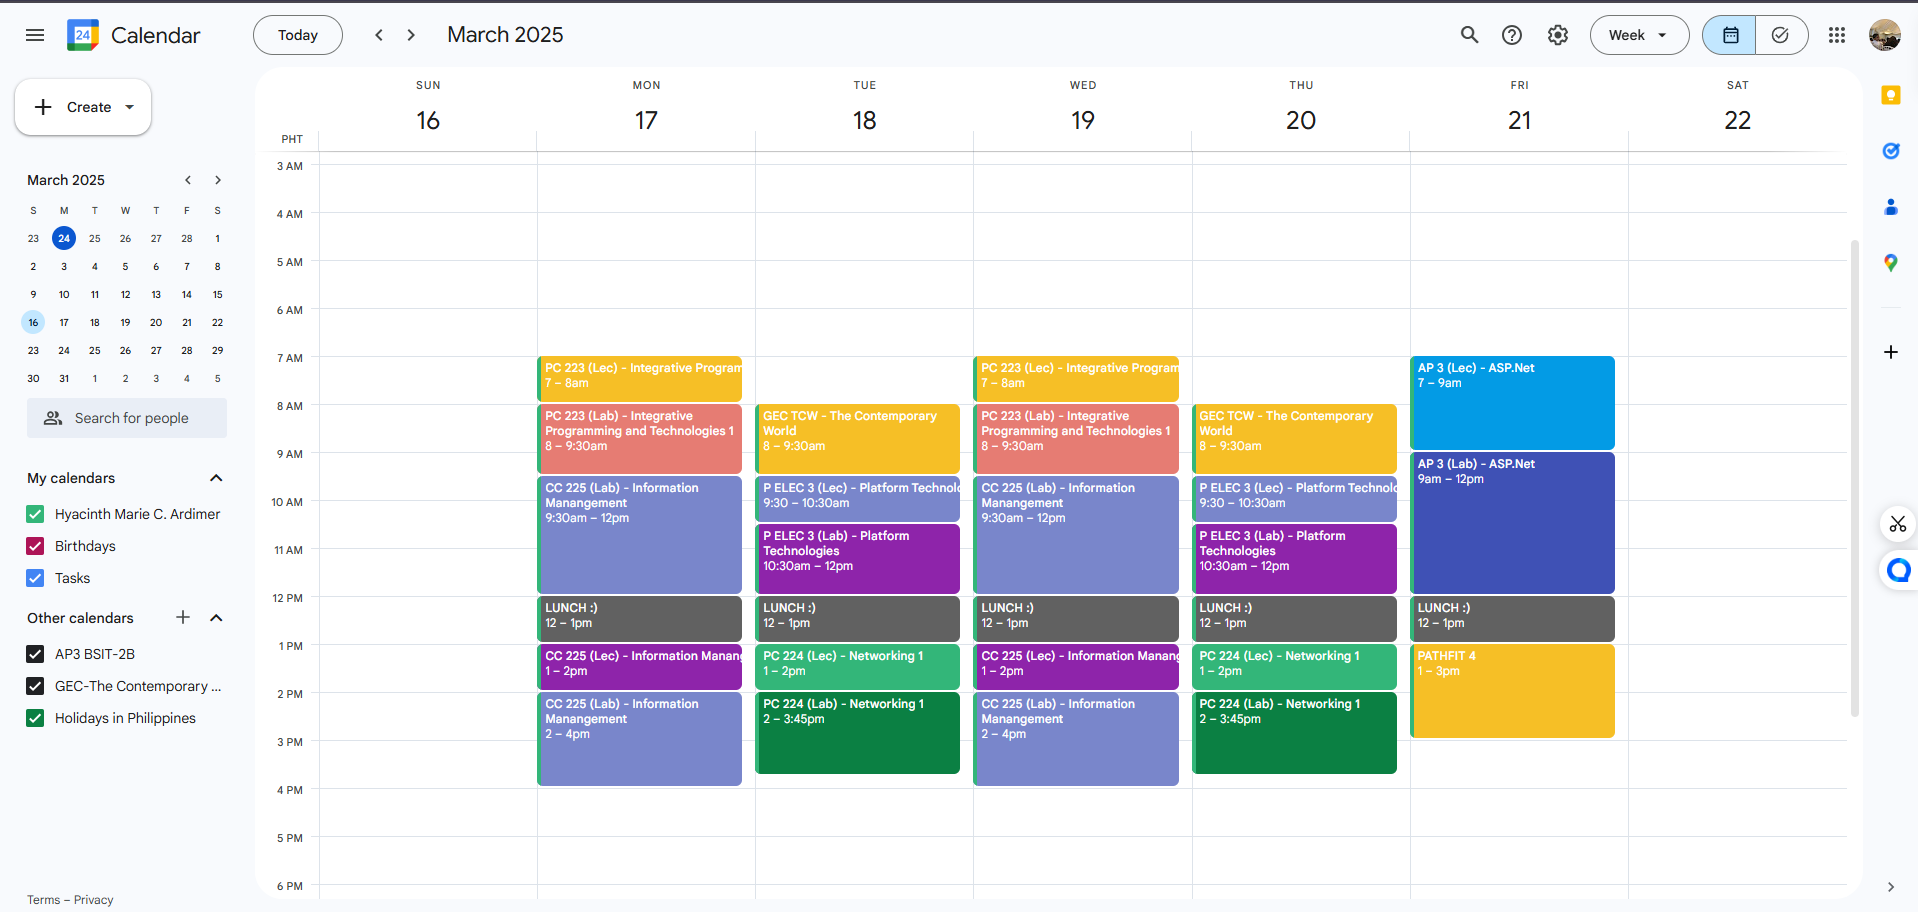 24 Calendar
Today
March 2025
Week
Create
March 2025
S M T W T F S
23 24 25 26 27 28 1
2 3 4 5 6 7 8
9 10 11 12 13 14 15
16 17 18 19 20 21 22
23 24 25 26 27 28 29
30 31 1 2 3 4 5
Search for people
My calendars
Hyacinth Marie C. Ardimer
Birthdays
Tasks
Other calendars
AP3 BSIT-2B
GEC-The Contemporary ...
Holidays in Philippines
Terms – Privacy
PHT
SUN
16
MON
17
TUE
18
WED
19
THU
20
FRI
21
SAT
22
3 AM
4 AM
5 AM
6 AM
7 AM
8 AM
9 AM
10 AM
11 AM
12 PM
1 PM
2 PM
3 PM
4 PM
5 PM
6 PM
PC 223 (Lec) - Integrative Program
7 – 8am
PC 223 (Lab) - Integrative
Programming and Technologies 1
8 – 9:30am
CC 225 (Lab) - Information
Manangement
9:30am – 12pm
LUNCH :)
12 – 1pm
CC 225 (Lec) - Information Manang
1 – 2pm
CC 225 (Lab) - Information
Manangement
2 – 4pm
GEC TCW - The Contemporary
World
8 – 9:30am
P ELEC 3 (Lec) - Platform Technolo
9:30 – 10:30am
P ELEC 3 (Lab) - Platform
Technologies
10:30am – 12pm
LUNCH :)
12 – 1pm
PC 224 (Lec) - Networking 1
1 – 2pm
PC 224 (Lab) - Networking 1
2 – 3:45pm
PC 223 (Lec) - Integrative Program
7 – 8am
PC 223 (Lab) - Integrative
Programming and Technologies 1
8 – 9:30am
CC 225 (Lab) - Information
Manangement
9:30am – 12pm
LUNCH :)
12 – 1pm
CC 225 (Lec) - Information Manang
1 – 2pm
CC 225 (Lab) - Information
Manangement
2 – 4pm
GEC TCW - The Contemporary
World
8 – 9:30am
P ELEC 3 (Lec) - Platform Technolo
9:30 – 10:30am
P ELEC 3 (Lab) - Platform
Technologies
10:30am – 12pm
LUNCH :)
12 – 1pm
PC 224 (Lec) - Networking 1
1 – 2pm
PC 224 (Lab) - Networking 1
2 – 3:45pm
AP 3 (Lec) - ASP.Net
7 – 9am
AP 3 (Lab) - ASP.Net
9am – 12pm
LUNCH :)
12 – 1pm
PATHFIT 4
1 – 3pm